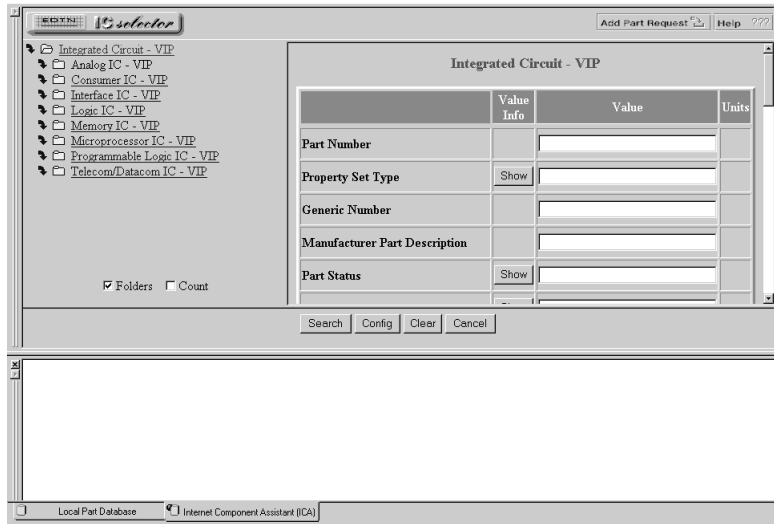 EDTN IC selector Add Part Request Help ???
Integrated Circuit - VIP
Analog IC - VIP
Consumer IC - VIP
Interface IC - VIP
Logic IC - VIP
Memory IC - VIP
Microprocessor IC - VIP
Programmable Logic IC - VIP
Telecom/Datacom IC - VIP
Folders Count
Integrated Circuit - VIP
Value Info Value Units
Part Number
Property Set Type Show
Generic Number
Manufacturer Part Description
Part Status Show
Search Config Clear Cancel
Local Part Database Internet Component Assistant (ICA)